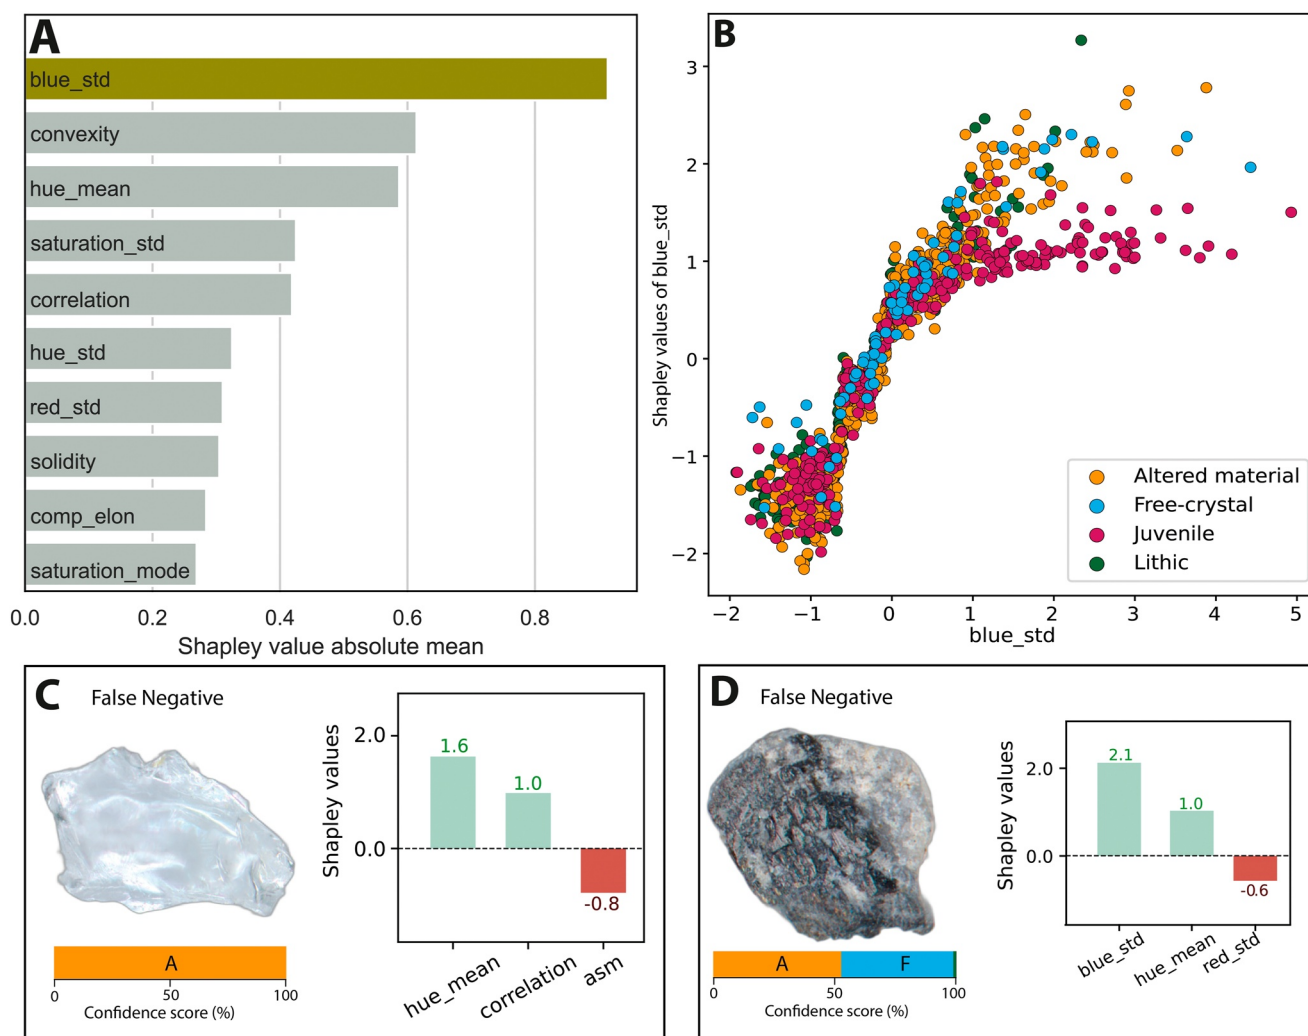 A
blue_std
convexity
hue_mean
saturation_std
correlation
hue_std
red_std
solidity
comp_elon
saturation_mode
0.0 0.2 0.4 0.6 0.8
Shapley value absolute mean
B
Shapley values of blue_std
3
2
1
0
−1
−2
Altered material
Free-crystal
Juvenile
Lithic
−2 −1 0 1 2 3 4 5
blue_std
C
False Negative
Shapley values
2.0
0.0
1.6
1.0
-0.8
hue_mean
correlation
asm
A
0 50 100
Confidence score (%)
D
False Negative
Shapley values
2.0
0.0
2.1
1.0
-0.6
blue_std
hue_mean
red_std
A F
0 50 100
Confidence score (%)